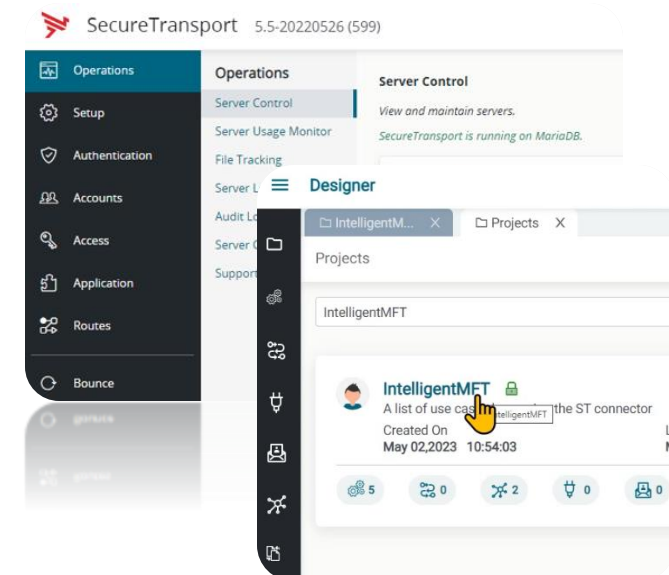 SecureTransport 5.5-20220526 (599)
Operations
Setup
Authentication
Accounts
Access
Application
Routes
Bounce
Operations
Server Control
Server Usage Monitor
File Tracking
Server L
Audit Lo
Server C
Support
Server Control
View and maintain servers.
SecureTransport is running on MariaDB.
Designer
IntelligentM... X
Projects X
Projects
IntelligentMFT
IntelligentMFT
A list of use cas the ST connector
IntelligentMFT
Created On
May 02,2023 10:54:03
5 0 2 0 0